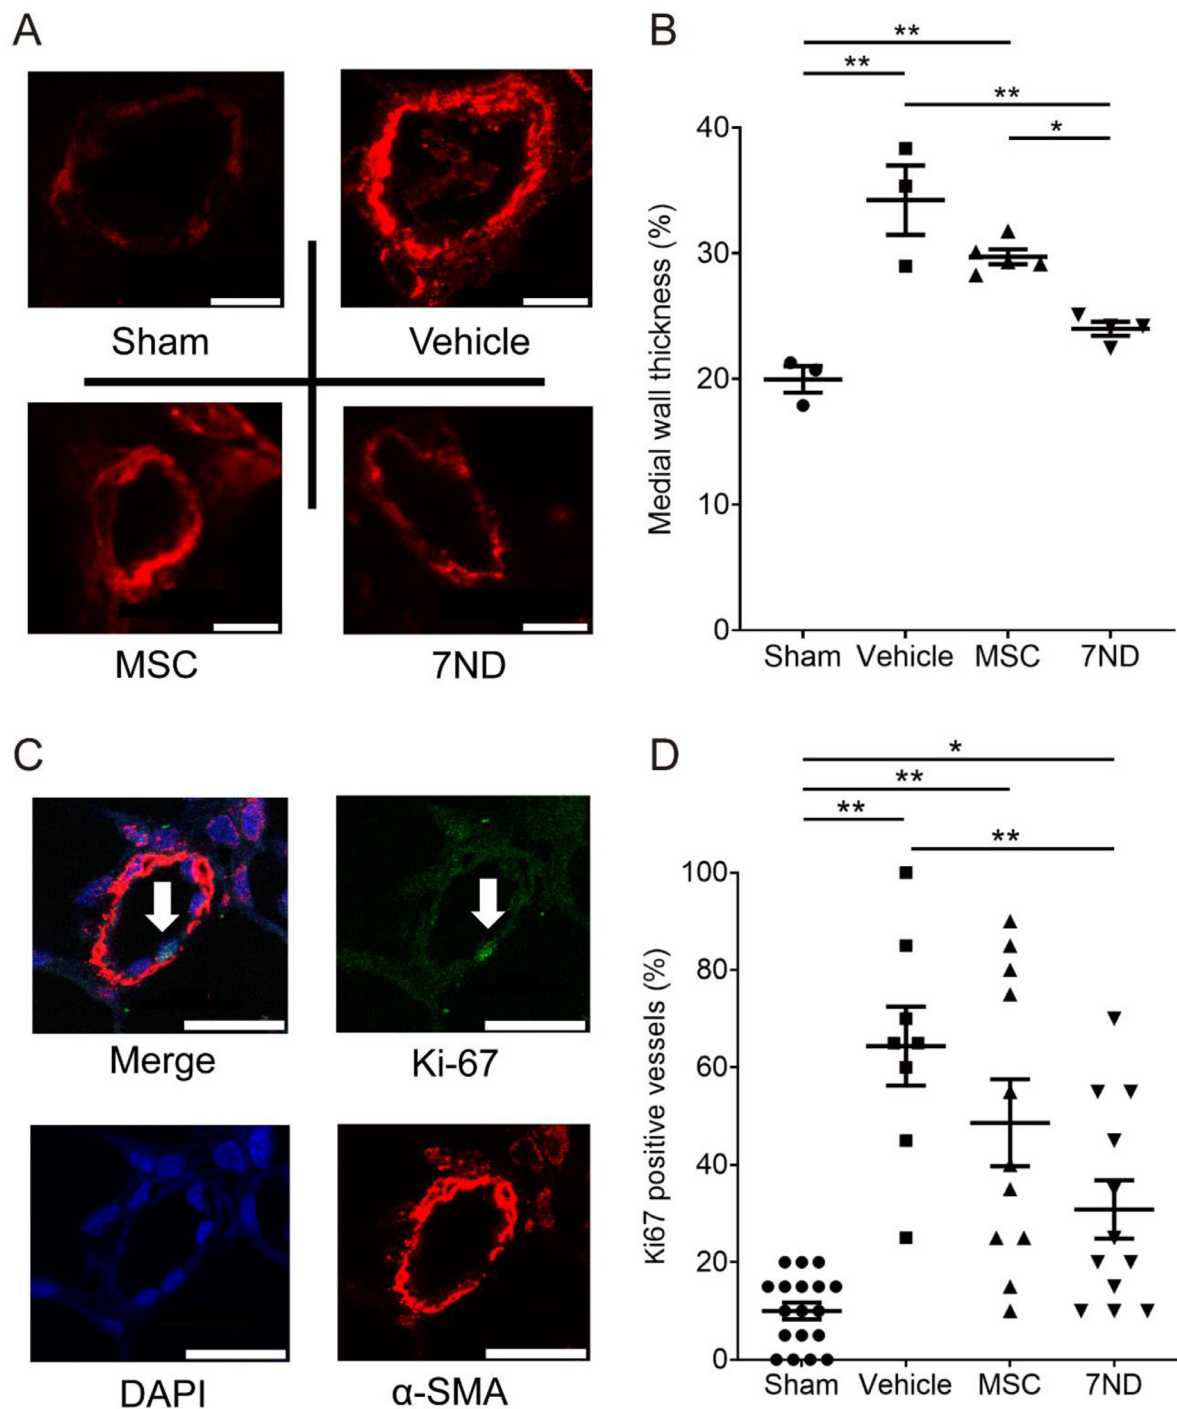 A
Sham
Vehicle
MSC
7ND
B
**
**
**
*
Medial wall thickness (%)
40
30
20
10
0
Sham
Vehicle
MSC
7ND
C
Merge
Ki-67
DAPI
α-SMA
D
*
**
**
**
Ki67 positive vessels (%)
100
80
60
40
20
0
Sham
Vehicle
MSC
7ND